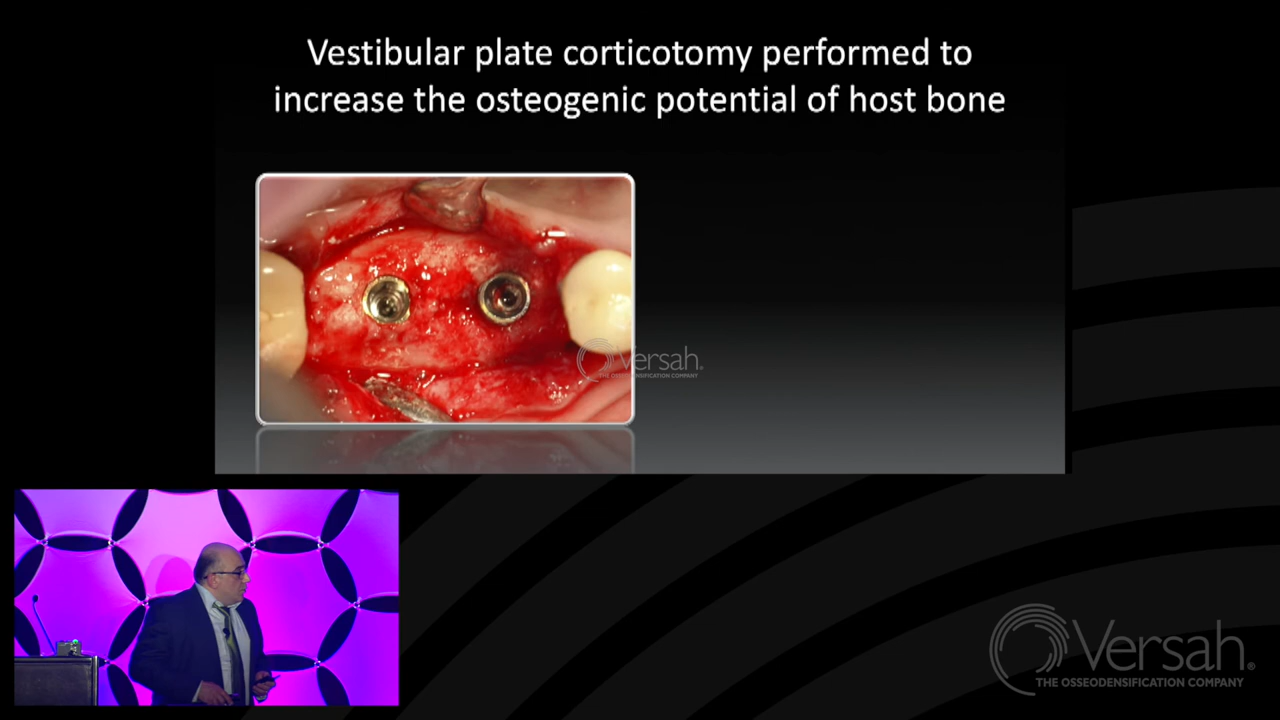 Vestibular plate corticotomy performed to
increase the osteogenic potential of host bone
Versah®
THE OSSEODENSIFICATION COMPANY
Versah®
THE OSSEODENSIFICATION COMPANY